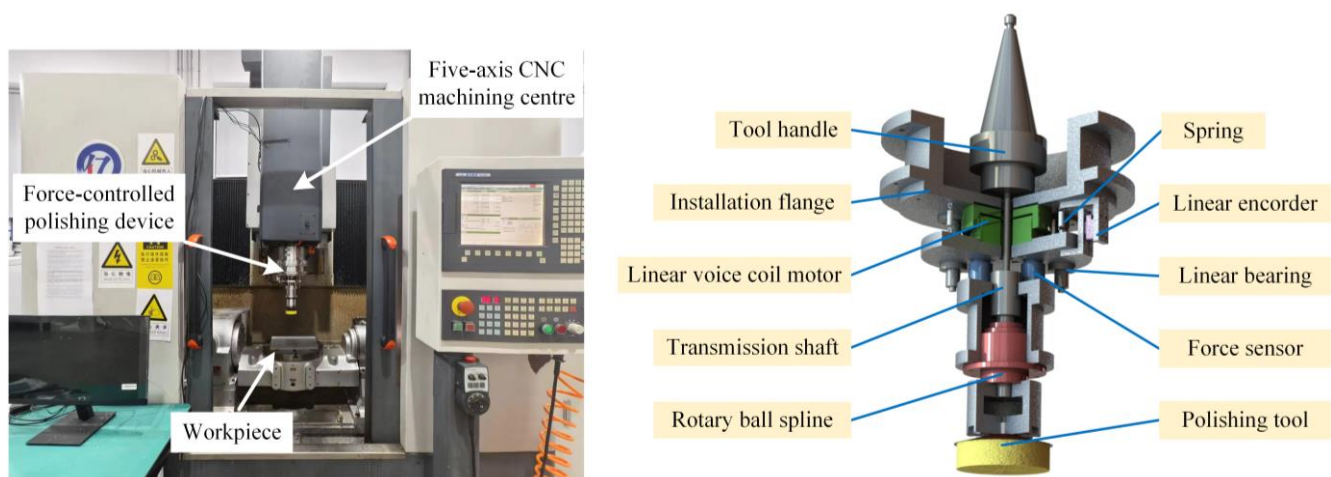 Five-axis CNC
machining centre
Force-controlled
polishing device
Workpiece
Tool handle
Installation flange
Linear voice coil motor
Transmission shaft
Rotary ball spline
Spring
Linear encorder
Linear bearing
Force sensor
Polishing tool